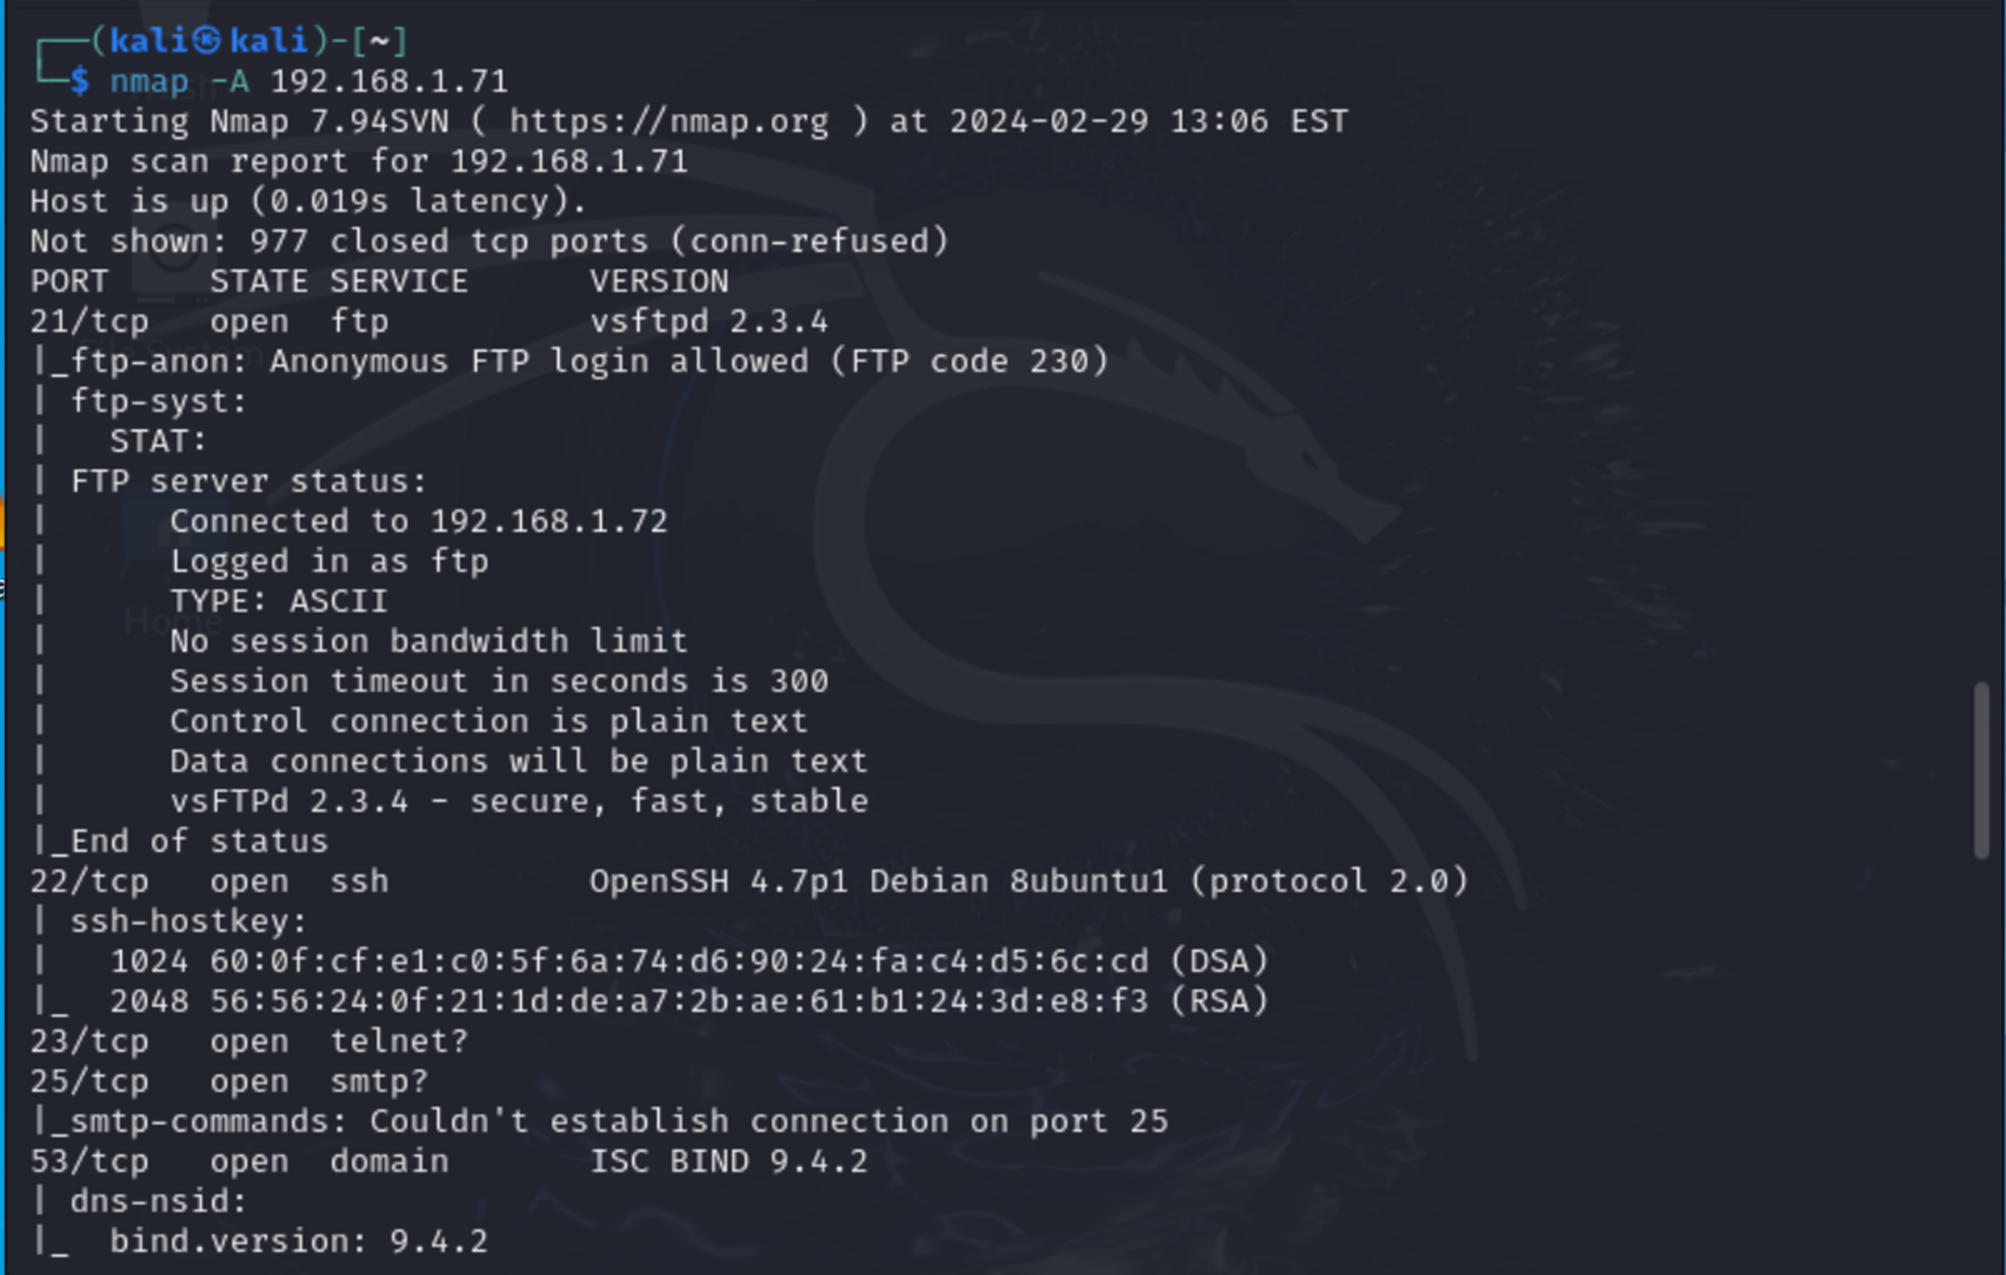 ┌──(kali㉿kali)-[~]
└─$ nmap -A 192.168.1.71
Starting Nmap 7.94SVN ( https://nmap.org ) at 2024-02-29 13:06 EST
Nmap scan report for 192.168.1.71
Host is up (0.019s latency).
Not shown: 977 closed tcp ports (conn-refused)
PORT     STATE SERVICE      VERSION
21/tcp   open  ftp          vsftpd 2.3.4
|_ftp-anon: Anonymous FTP login allowed (FTP code 230)
| ftp-syst:
|   STAT:
| FTP server status:
|      Connected to 192.168.1.72
|      Logged in as ftp
|      TYPE: ASCII
|      No session bandwidth limit
|      Session timeout in seconds is 300
|      Control connection is plain text
|      Data connections will be plain text
|      vsFTPd 2.3.4 - secure, fast, stable
|_End of status
22/tcp   open  ssh          OpenSSH 4.7p1 Debian 8ubuntu1 (protocol 2.0)
| ssh-hostkey:
|   1024 60:0f:cf:e1:c0:5f:6a:74:d6:90:24:fa:c4:d5:6c:cd (DSA)
|_  2048 56:56:24:0f:21:1d:de:a7:2b:ae:61:b1:24:3d:e8:f3 (RSA)
23/tcp   open  telnet?
25/tcp   open  smtp?
|_smtp-commands: Couldn't establish connection on port 25
53/tcp   open  domain       ISC BIND 9.4.2
| dns-nsid:
|_  bind.version: 9.4.2
Home